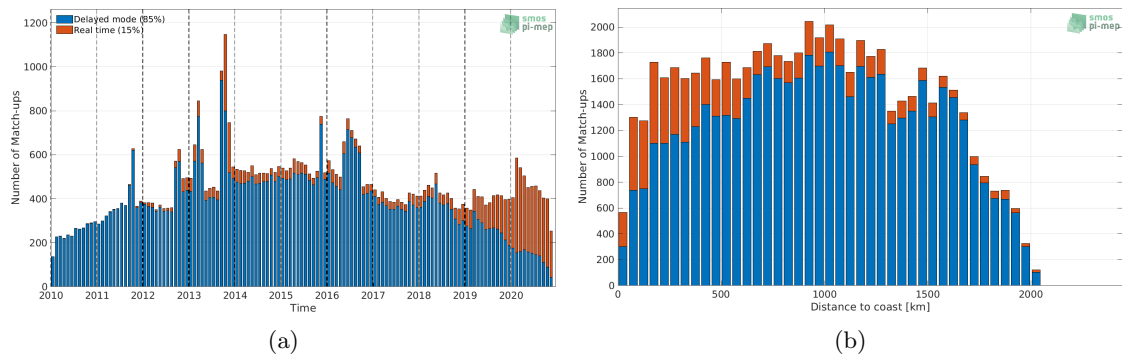 Delayed mode (85%)
Real time (15%)
smos
pi-mep
Number of Match-ups
1200
1000
800
600
400
200
0
2010
2011
2012
2013
2014
2015
2016
2017
2018
2019
2020
Time
(a)
smos
pi-mep
Number of Match-ups
2000
1800
1600
1400
1200
1000
800
600
400
200
0
0
500
1000
1500
2000
Distance to coast [km]
(b)